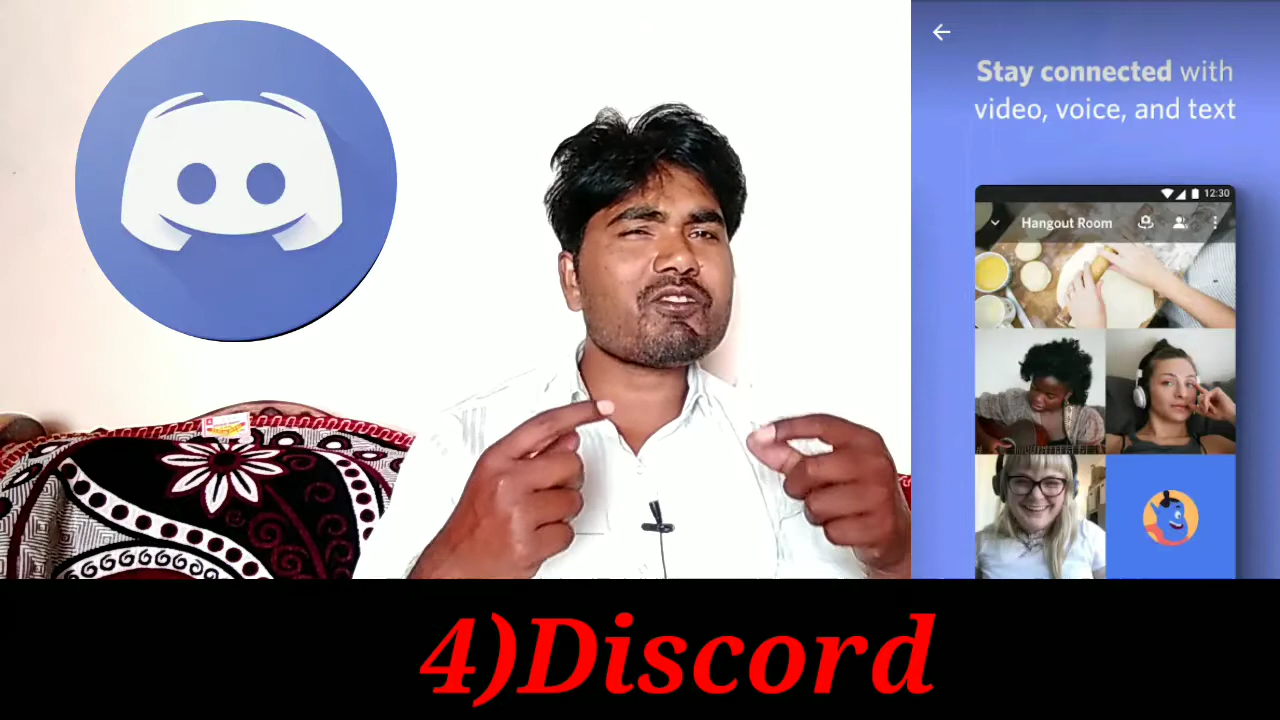 Stay connected with
video, voice, and text
12:30
Hangout Room
4)Discord